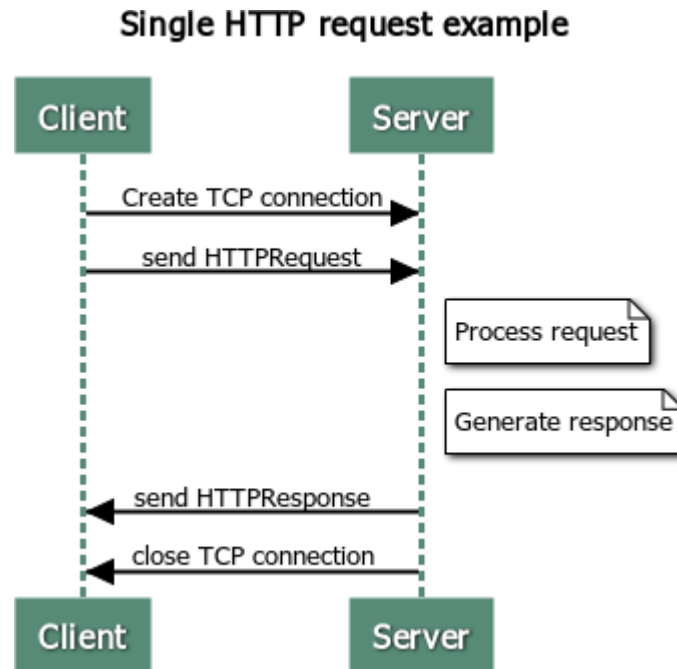 Single HTTP request example
Client
Server
Create TCP connection
send HTTPRequest
Process request
Generate response
send HTTPResponse
close TCP connection
Client
Server